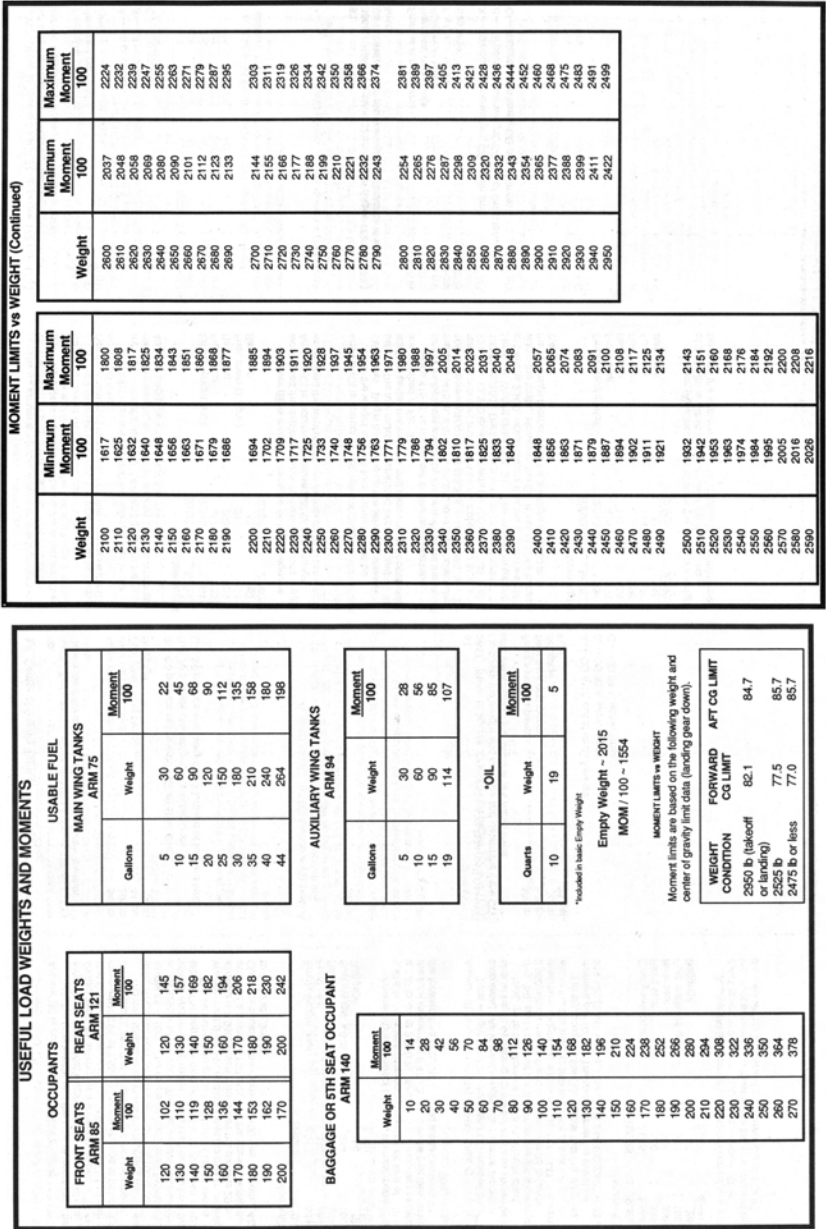 USEFUL LOAD WEIGHTS AND MOMENTS
OCCUPANTS
FRONT SEATS
ARM 85
REAR SEATS
ARM 121
Weight Moment 100 Weight Moment 100
120 102 120 145
130 110 130 157
140 119 140 169
150 128 150 182
160 136 160 194
170 144 170 206
180 153 180 218
190 162 190 230
200 170 200 242
BAGGAGE OR 5TH SEAT OCCUPANT
ARM 140
Weight Moment 100
10 14
20 28
30 42
40 56
50 70
60 84
70 98
80 112
90 126
100 140
110 154
120 168
130 182
140 196
150 210
160 224
170 238
180 252
190 266
200 280
210 294
220 308
230 322
240 336
250 350
260 364
270 378
USABLE FUEL
MAIN WING TANKS
ARM 75
Gallons Weight Moment 100
5 30 22
10 60 45
15 90 68
20 120 90
25 150 112
30 180 135
35 210 158
40 240 180
44 264 198
AUXILIARY WING TANKS
ARM 94
Gallons Weight Moment 100
5 30 28
10 60 56
15 90 85
19 114 107
*OIL
Quarts Weight Moment 100
10 19 5
*Included in basic Empty Weight
Empty Weight ~ 2015
MOM / 100 ~ 1554
MOMENT LIMITS vs WEIGHT
Moment limits are based on the following weight and
center of gravity limit data (landing gear down).
WEIGHT CONDITION FORWARD CG LIMIT AFT CG LIMIT
2950 lb (takeoff or landing) 82.1 84.7
2525 lb 77.5 85.7
2475 lb or less 77.0 85.7
MOMENT LIMITS vs WEIGHT (Continued)
Weight Minimum Moment 100 Maximum Moment 100
2100 1617 1800
2110 1625 1808
2120 1632 1817
2130 1640 1825
2140 1648 1834
2150 1656 1843
2160 1663 1851
2170 1671 1860
2180 1679 1868
2190 1686 1877
2200 1694 1885
2210 1702 1894
2220 1709 1903
2230 1717 1911
2240 1725 1920
2250 1733 1928
2260 1740 1937
2270 1748 1945
2280 1756 1954
2290 1763 1963
2300 1771 1971
2310 1779 1980
2320 1786 1988
2330 1794 1997
2340 1802 2005
2350 1810 2014
2360 1817 2023
2370 1825 2031
2380 1833 2040
2390 1840 2048
2400 1848 2057
2410 1856 2065
2420 1863 2074
2430 1871 2083
2440 1879 2091
2450 1887 2100
2460 1894 2108
2470 1902 2117
2480 1911 2125
2490 1921 2134
2500 1932 2143
2510 1942 2151
2520 1953 2160
2530 1963 2168
2540 1974 2176
2550 1984 2184
2560 1995 2192
2570 2005 2200
2580 2016 2208
2590 2026 2216
Weight Minimum Moment 100 Maximum Moment 100
2600 2037 2224
2610 2048 2232
2620 2058 2239
2630 2069 2247
2640 2080 2255
2650 2090 2263
2660 2101 2271
2670 2112 2279
2680 2123 2287
2690 2133 2295
2700 2144 2303
2710 2155 2311
2720 2166 2319
2730 2177 2326
2740 2188 2334
2750 2199 2342
2760 2210 2350
2770 2221 2358
2780 2232 2366
2790 2243 2374
2800 2254 2381
2810 2265 2389
2820 2276 2397
2830 2287 2405
2840 2298 2413
2850 2309 2421
2860 2320 2428
2870 2332 2436
2880 2343 2444
2890 2354 2452
2900 2365 2460
2910 2377 2468
2920 2388 2475
2930 2399 2483
2940 2411 2491
2950 2422 2499